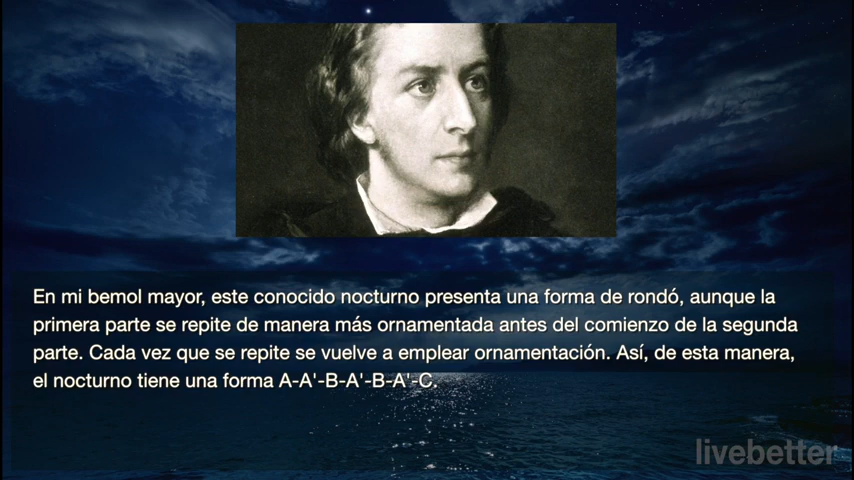 En mi bemol mayor, este conocido nocturno presenta una forma de rondó, aunque la
primera parte se repite de manera más ornamentada antes del comienzo de la segunda
parte. Cada vez que se repite se vuelve a emplear ornamentación. Así, de esta manera,
el nocturno tiene una forma A-A'-B-A'-B-A'-C.
livebetter